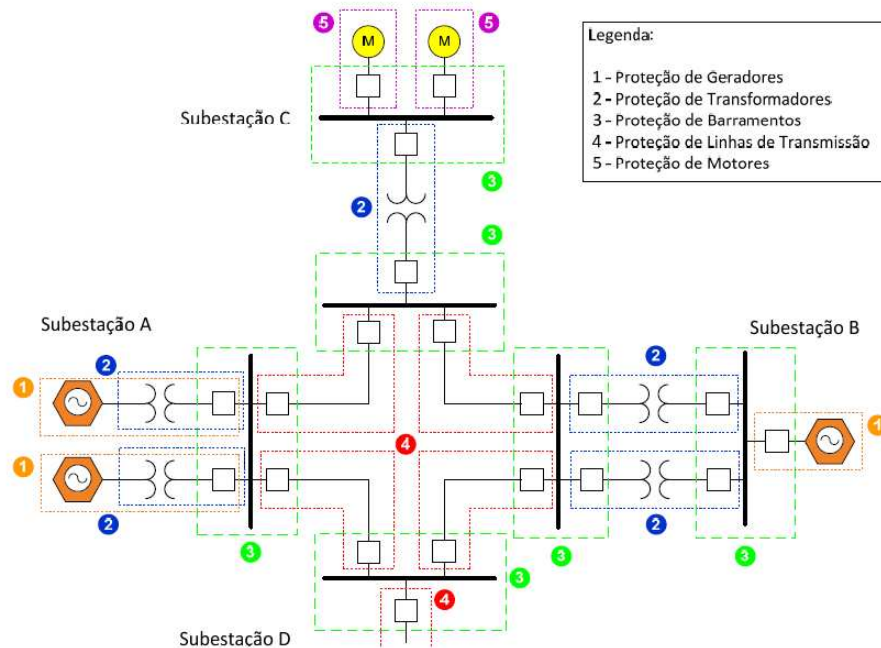 5
5
M
M
Legenda:
1 - Proteção de Geradores
2 - Proteção de Transformadores
3 - Proteção de Barramentos
4 - Proteção de Linhas de Transmissão
5 - Proteção de Motores
Subestação C
3
2
3
Subestação A
Subestação B
2
2
1
1
4
1
2
2
3
3
3
3
4
Subestação D